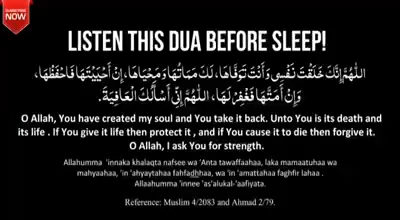 SUBSCRIBE
NOW
LISTEN THIS DUA BEFORE SLEEP!
اَللّٰهُمَّ إِنَّكَ خَلَقْتَ نَفْسِي وَأَنْتَ تَوَفَّاهَا، لَكَ مَمَاتُهَا وَمَحْيَاهَا، إِنْ أَحْيَيْتَهَا فَاحْفَظْهَا،
وَإِنْ أَمَتَّهَا فَاغْفِرْ لَهَا، اَللّٰهُمَّ إِنِّي أَسْأَلُكَ الْعَافِيَةَ.
O Allah, You have created my soul and You take it back. Unto You is its death and
its life . If You give it life then protect it , and if You cause it to die then forgive it.
O Allah, I ask You for strength.
Allahumma 'innaka khalaqta nafsee wa 'Anta tawaffaahaa, laka mamaatuhaa wa
mahyaahaa, 'in 'ahyaytahaa fahfadhhaa, wa 'in 'amattahaa faghfir lahaa .
Allaahumma 'innee 'as'alukal-'aafiyata.
Reference: Muslim 4/2083 and Ahmad 2/79.